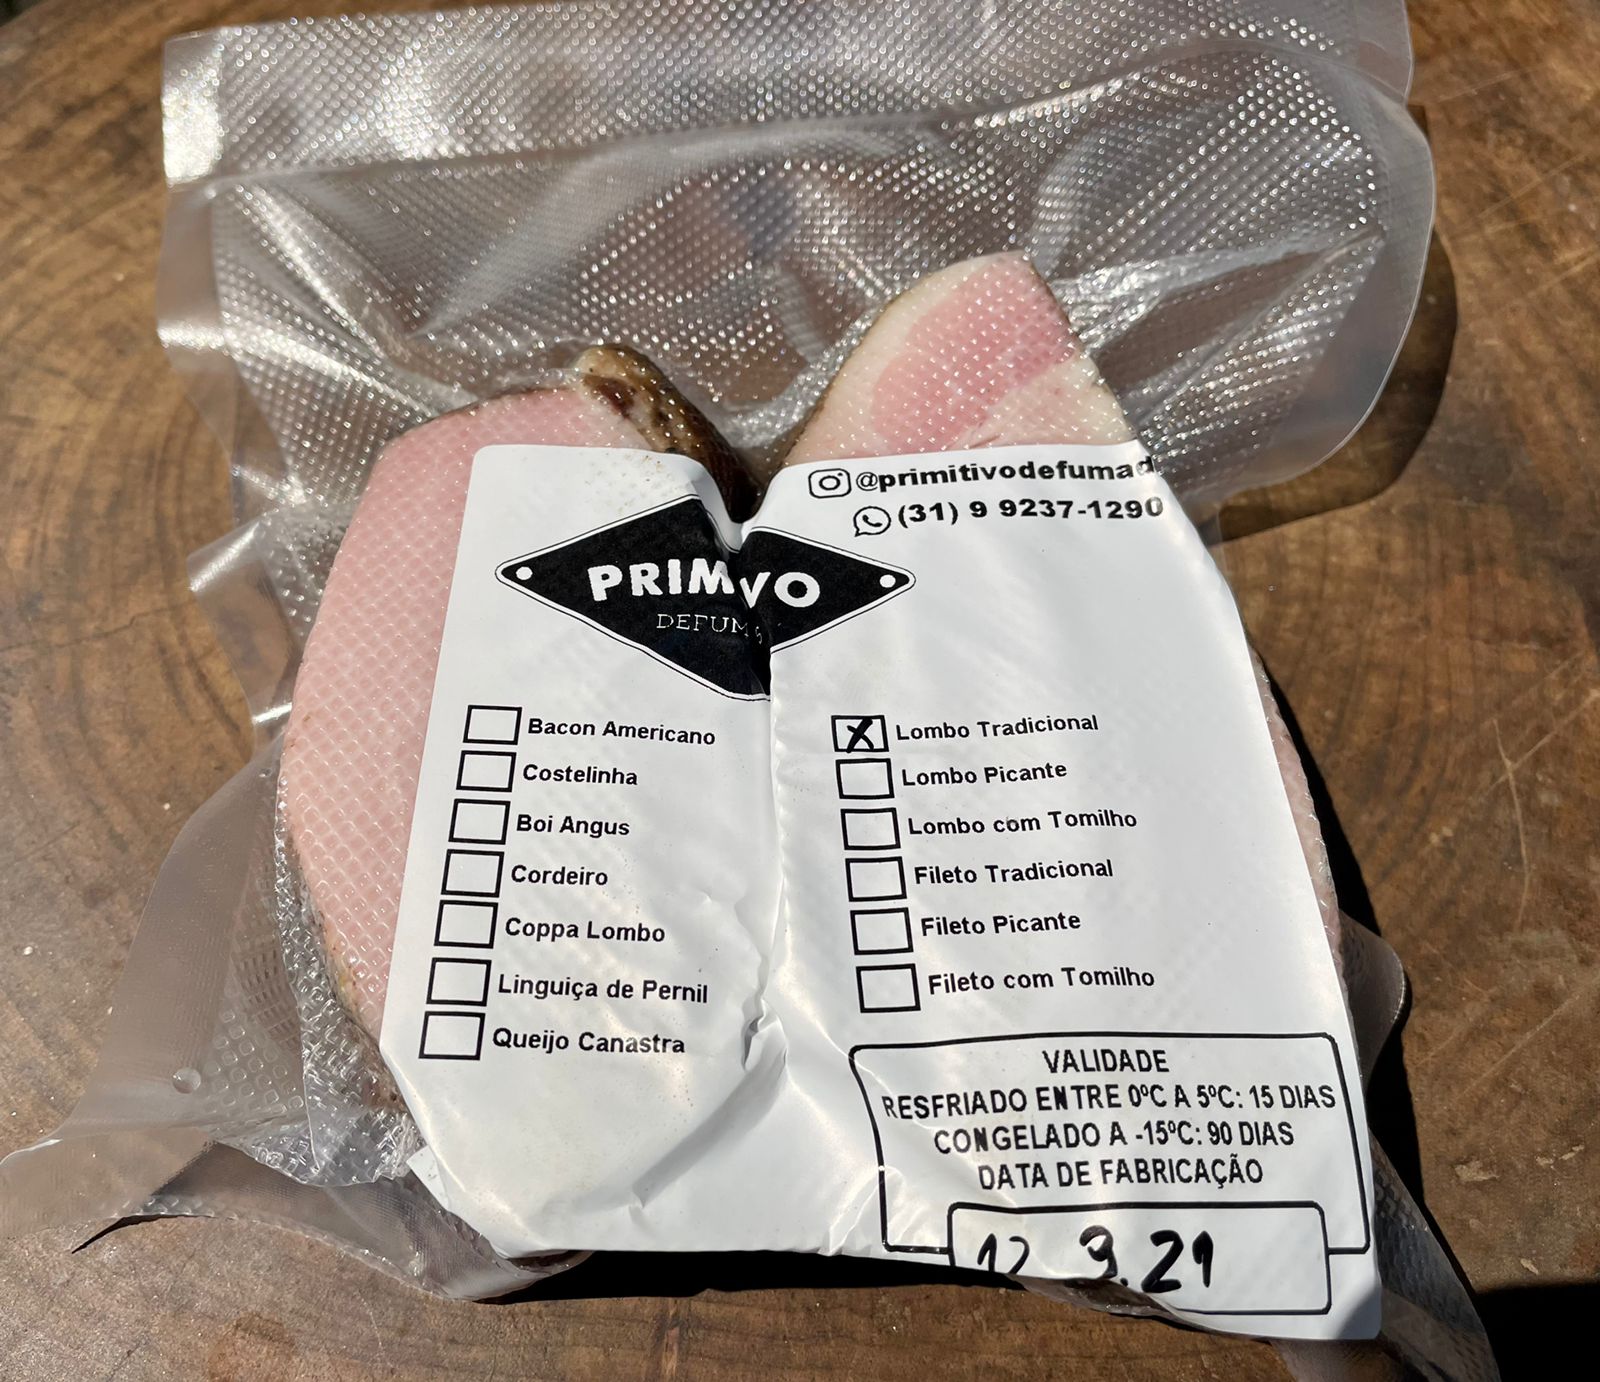 @primitivodefumad
(31) 9 9237-1290
PRIM VO
DEFUM
Bacon Americano
Costelinha
Boi Angus
Cordeiro
Coppa Lombo
Linguiça de Pernil
Queijo Canastra
X Lombo Tradicional
Lombo Picante
Lombo com Tomilho
Fileto Tradicional
Fileto Picante
Fileto com Tomilho
VALIDADE
RESFRIADO ENTRE 0ºC A 5ºC: 15 DIAS
CONGELADO A -15ºC: 90 DIAS
DATA DE FABRICAÇÃO
12 9.21